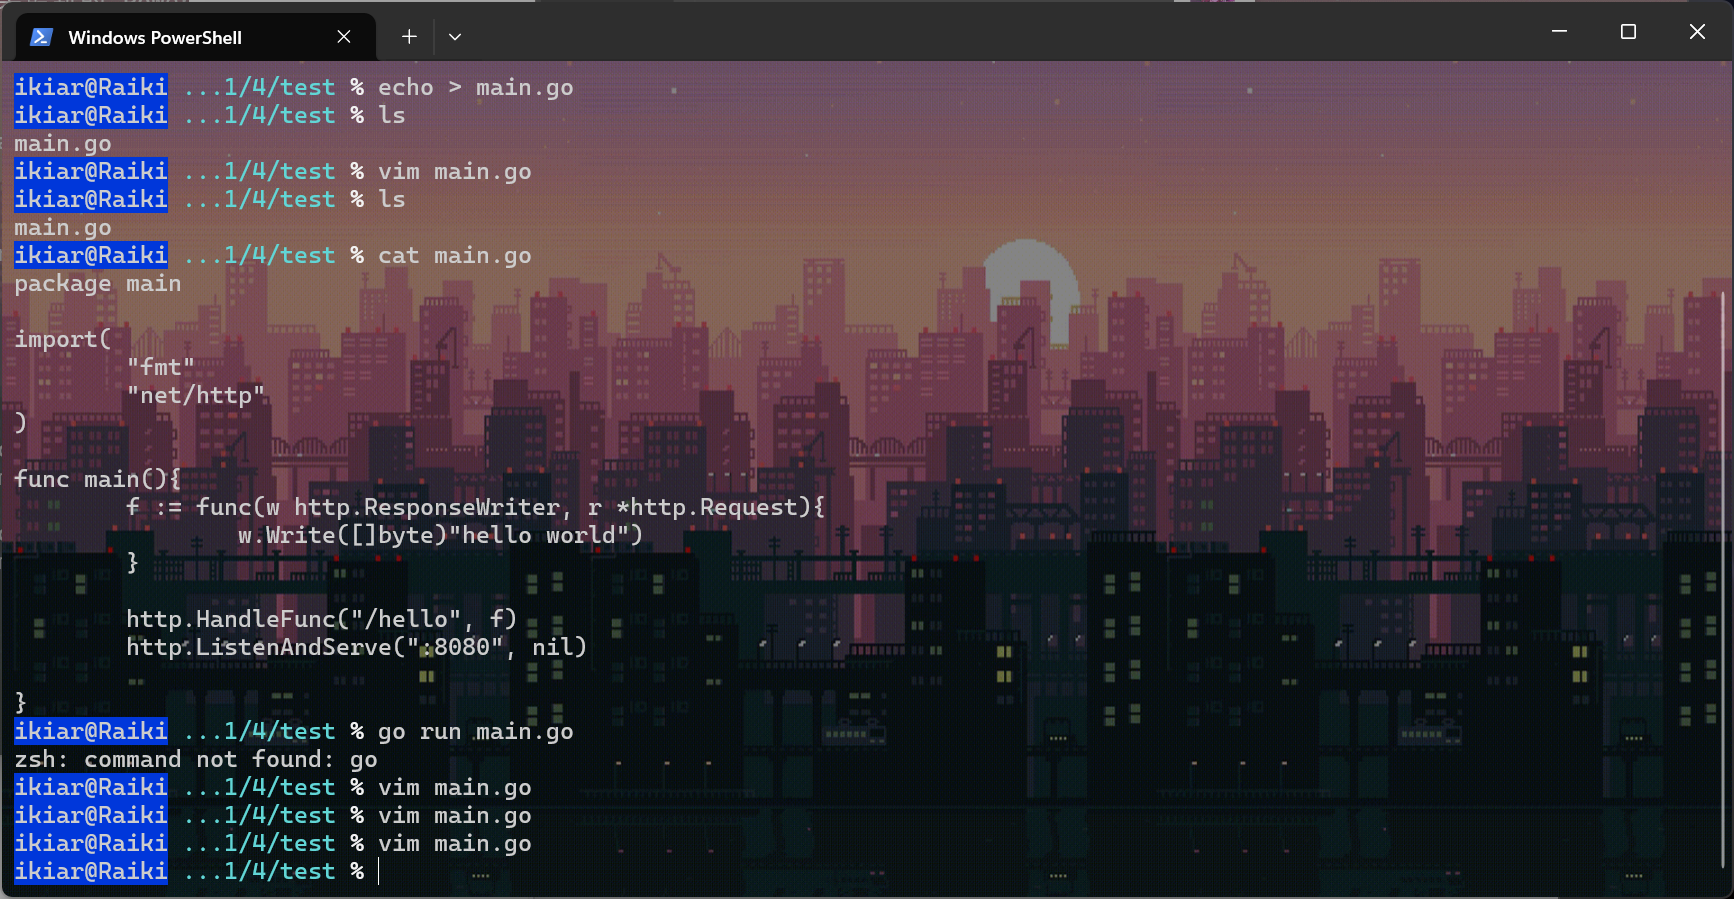 Windows PowerShell
ikiar@Raiki ...1/4/test % echo > main.go
ikiar@Raiki ...1/4/test % ls
main.go
ikiar@Raiki ...1/4/test % vim main.go
ikiar@Raiki ...1/4/test % ls
main.go
ikiar@Raiki ...1/4/test % cat main.go
package main

import(
        "fmt"
        "net/http"
)

func main(){
        f := func(w http.ResponseWriter, r *http.Request){
                w.Write([]byte)"hello world")
        }

        http.HandleFunc("/hello", f)
        http.ListenAndServe(":8080", nil)

}
ikiar@Raiki ...1/4/test % go run main.go
zsh: command not found: go
ikiar@Raiki ...1/4/test % vim main.go
ikiar@Raiki ...1/4/test % vim main.go
ikiar@Raiki ...1/4/test % vim main.go
ikiar@Raiki ...1/4/test %